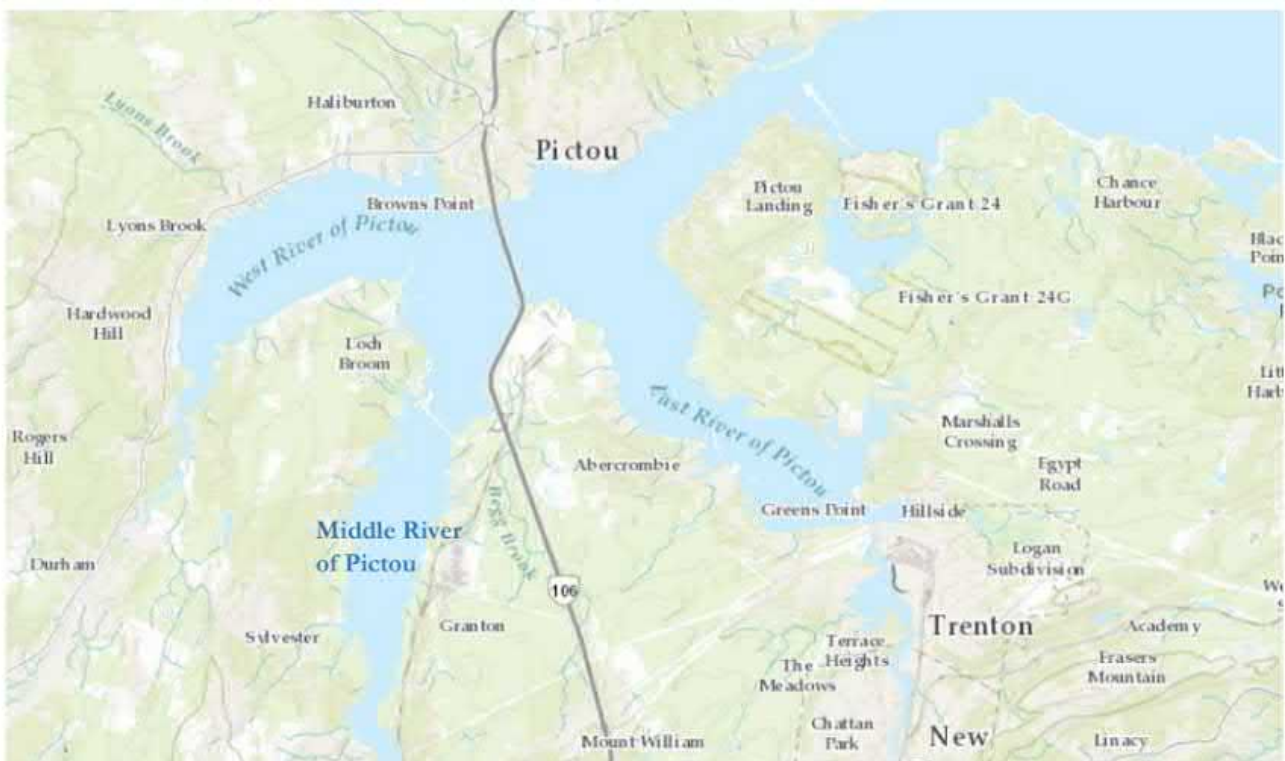 Lyons Brook
Haliburton
Pictou
Browns Point
Lyons Brook
West River of Pictou
Pictou
Landing
Fisher's Grant 24
Chance
Harbour
Fisher's Grant 24G
Hardwood
Hill
Loch
Broom
East River of Pictou
Marshalls
Crossing
Rogers
Hill
Abercrombie
Egypt
Road
Hogg Brook
Greens Point
Hillside
Middle River
of Pictou
Durham
106
Logan
Subdivision
Granton
Sylvester
Trenton
Academy
Terrace
Heights
The
Meadows
Frasers
Mountain
Chattan
Park
New
Linacy
Mount William